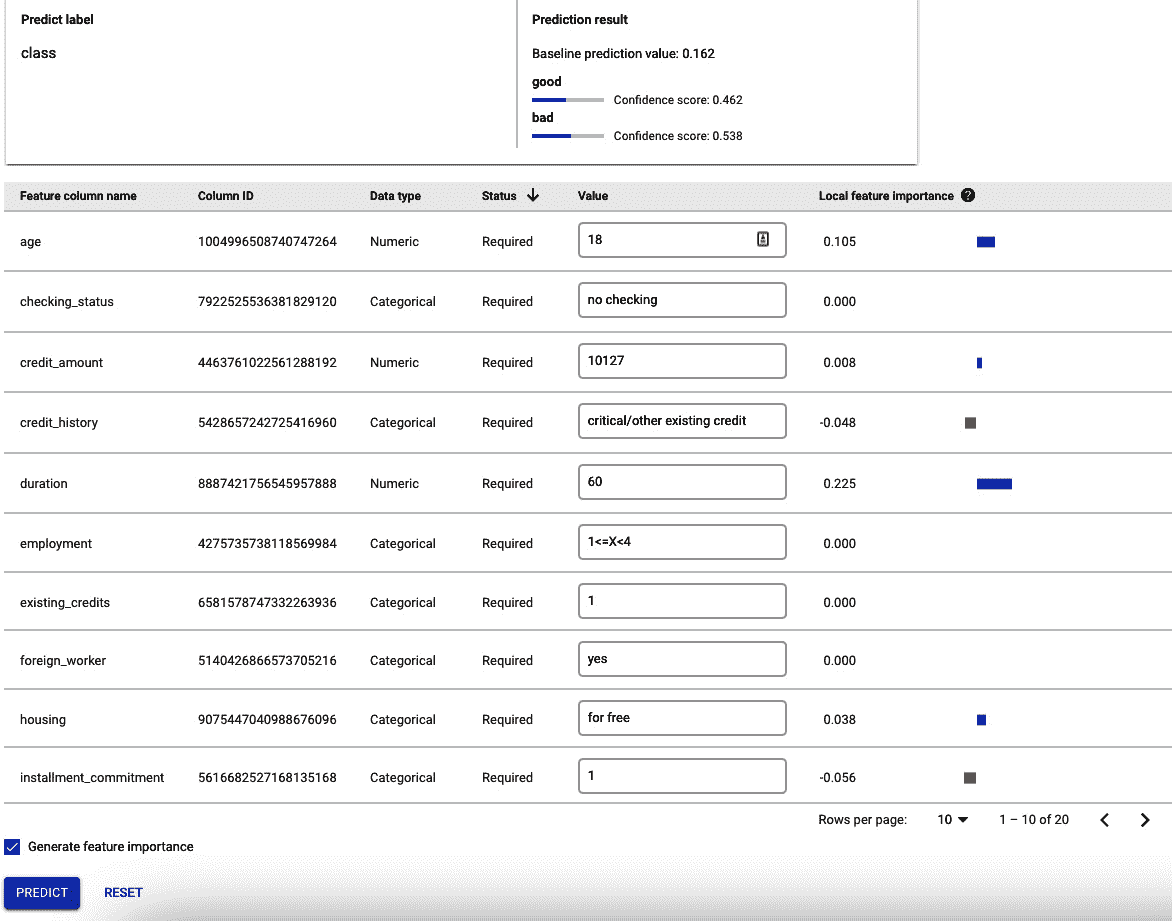 Predict label
class
Prediction result
Baseline prediction value: 0.162
good
Confidence score: 0.462
bad
Confidence score: 0.538
Feature column name Column ID Data type Status Value Local feature importance ?
age 1004996508740747264 Numeric Required 18 0.105
checking_status 7922525536381829120 Categorical Required no checking 0.000
credit_amount 4463761022561288192 Numeric Required 10127 0.008
credit_history 5428657242725416960 Categorical Required critical/other existing credit -0.048
duration 8887421756545957888 Numeric Required 60 0.225
employment 4275735738118569984 Categorical Required 1<=X<4 0.000
existing_credits 6581578747332263936 Categorical Required 1 0.000
foreign_worker 5140426866573705216 Categorical Required yes 0.000
housing 9075447040988676096 Categorical Required for free 0.038
installment_commitment 5616682527168135168 Categorical Required 1 -0.056
Rows per page: 10 1 – 10 of 20
Generate feature importance
PREDICT RESET